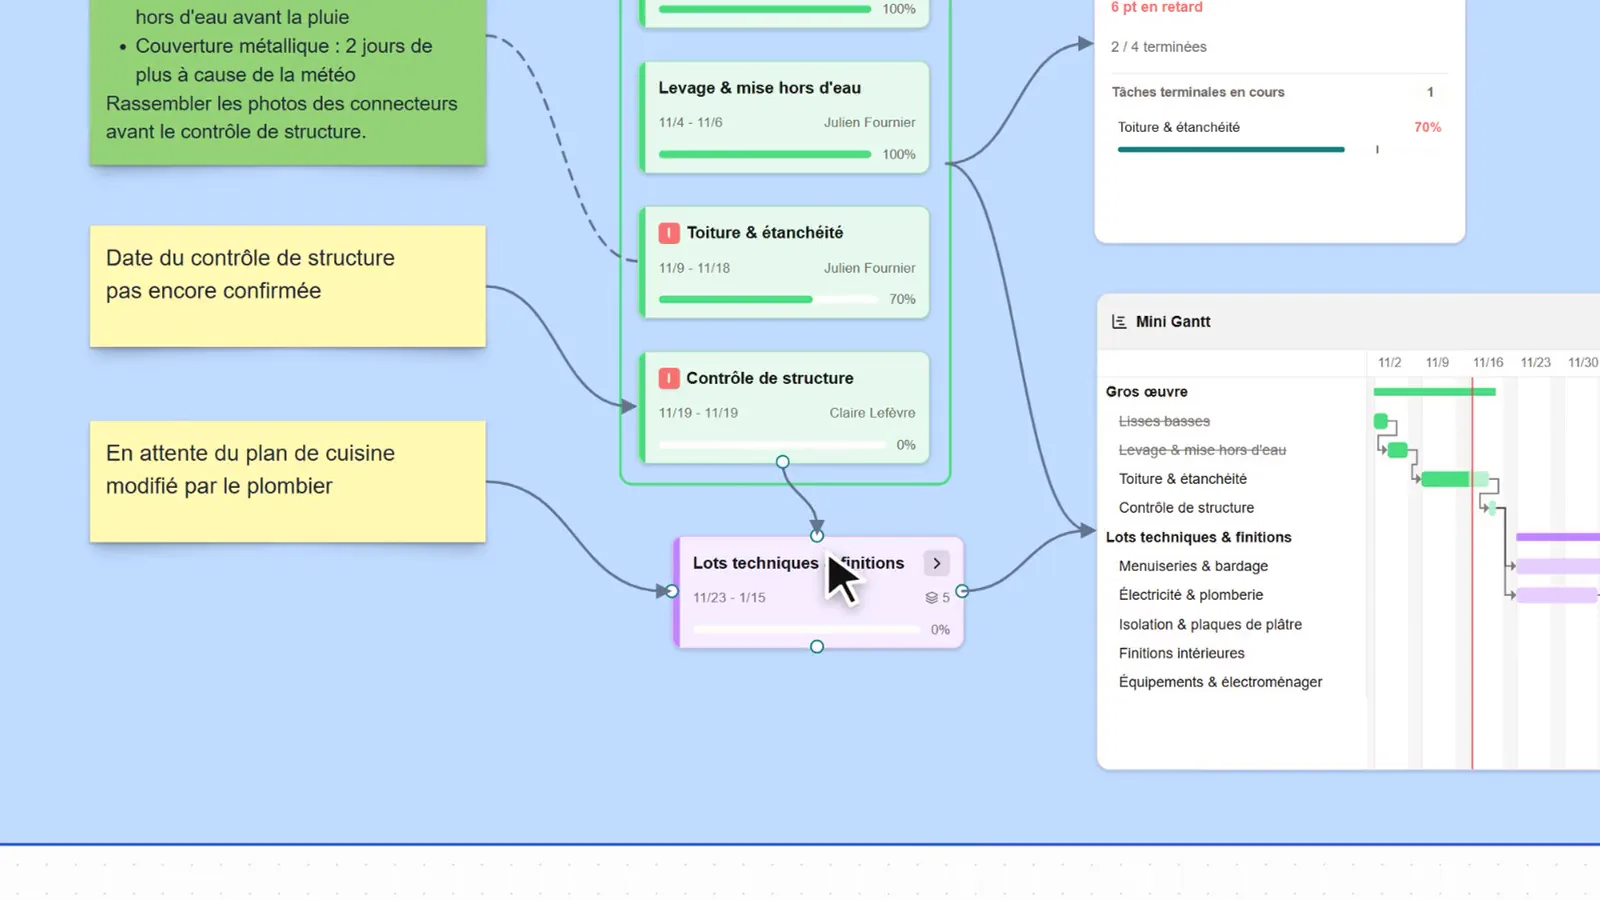 hors d'eau avant la pluie
• Couverture métallique : 2 jours de
plus à cause de la météo
Rassembler les photos des connecteurs
avant le contrôle de structure.
Date du contrôle de structure
pas encore confirmée
En attente du plan de cuisine
modifié par le plombier
100%
Levage & mise hors d'eau
11/4 - 11/6 Julien Fournier
100%
! Toiture & étanchéité
11/9 - 11/18 Julien Fournier
70%
! Contrôle de structure
11/19 - 11/19 Claire Lefèvre
0%
Lots techniques finitions
11/23 - 1/15 5
0%
6 pt en retard
2 / 4 terminées
Tâches terminales en cours 1
Toiture & étanchéité 70%
Mini Gantt
11/2 11/9 11/16 11/23 11/30
Gros œuvre
Lisses basses
Levage & mise hors d'eau
Toiture & étanchéité
Contrôle de structure
Lots techniques & finitions
Menuiseries & bardage
Électricité & plomberie
Isolation & plaques de plâtre
Finitions intérieures
Équipements & électroménager